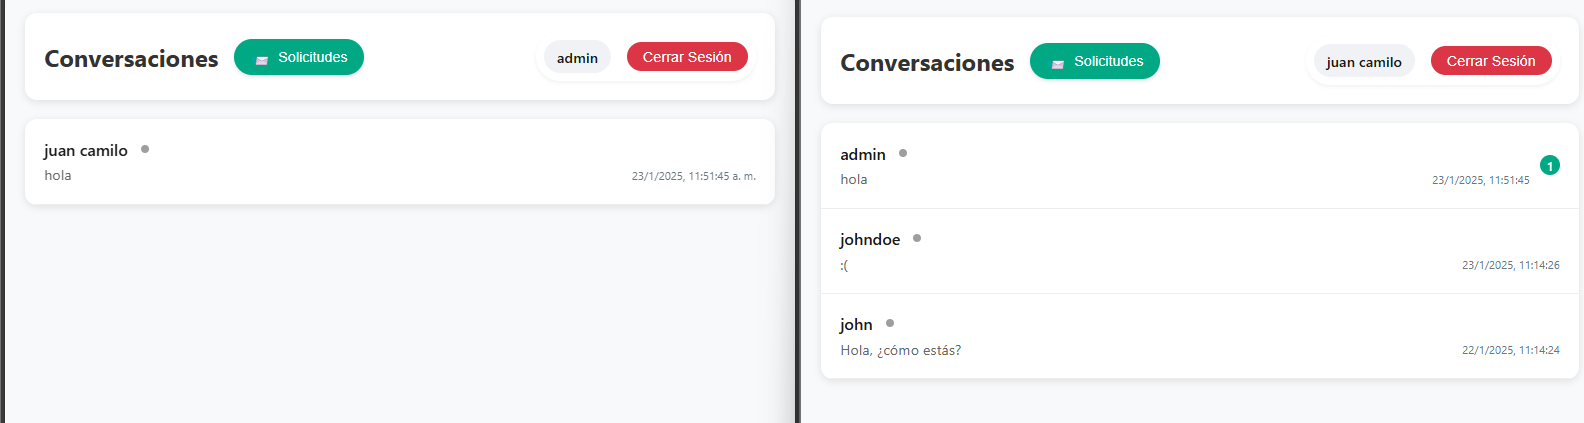 Conversaciones Solicitudes admin Cerrar Sesión
juan camilo
hola 23/1/2025, 11:51:45 a. m.
Conversaciones Solicitudes juan camilo Cerrar Sesión
admin
hola 23/1/2025, 11:51:45 1
johndoe
:( 23/1/2025, 11:14:26
john
Hola, ¿cómo estás? 22/1/2025, 11:14:24